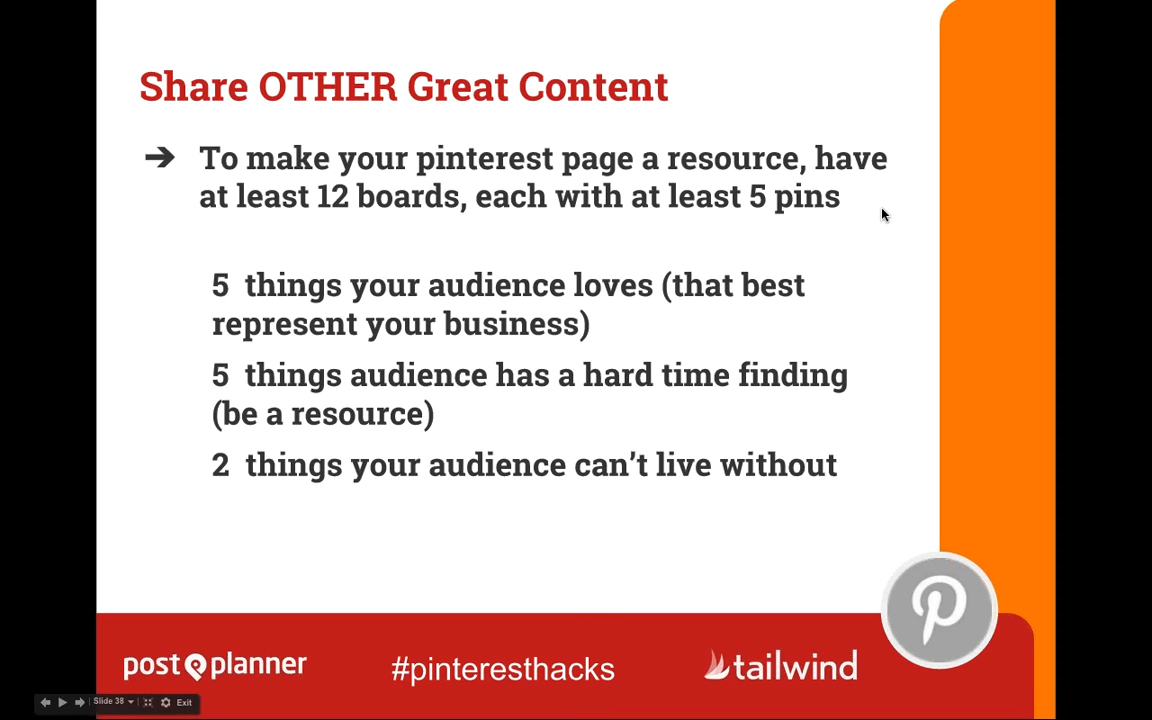 Share OTHER Great Content
➔ To make your pinterest page a resource, have
at least 12 boards, each with at least 5 pins
5 things your audience loves (that best
represent your business)
5 things audience has a hard time finding
(be a resource)
2 things your audience can’t live without
post planner
#pinteresthacks
tailwind
Slide 38
Exit